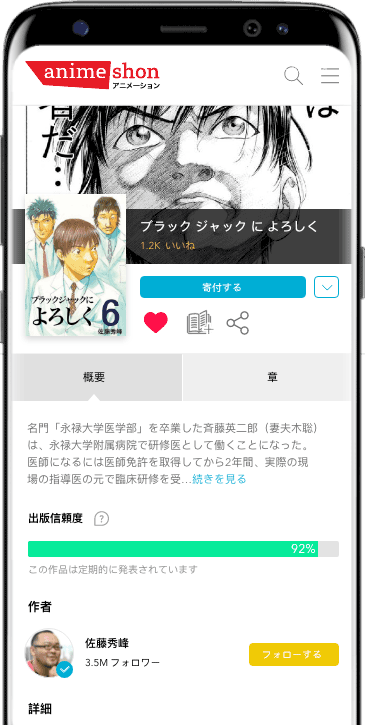 anime shon
アニメーション
は
者
だ…
ブラック ジャック に よろしく
1.2K いいね
ブラックジャックに
よろしく 6
佐藤秀峰
寄付する
概要 章
名門「永禄大学医学部」を卒業した斉藤英二郎（妻夫木聡）
は、永禄大学附属病院で研修医として働くことになった。
医師になるには医師免許を取得してから2年間、実際の現
場の指導医の元で臨床研修を受...続きを見る
出版信頼度 ?
92%
この作品は定期的に発表されています
作者
佐藤秀峰
3.5M フォロワー
フォローする
詳細